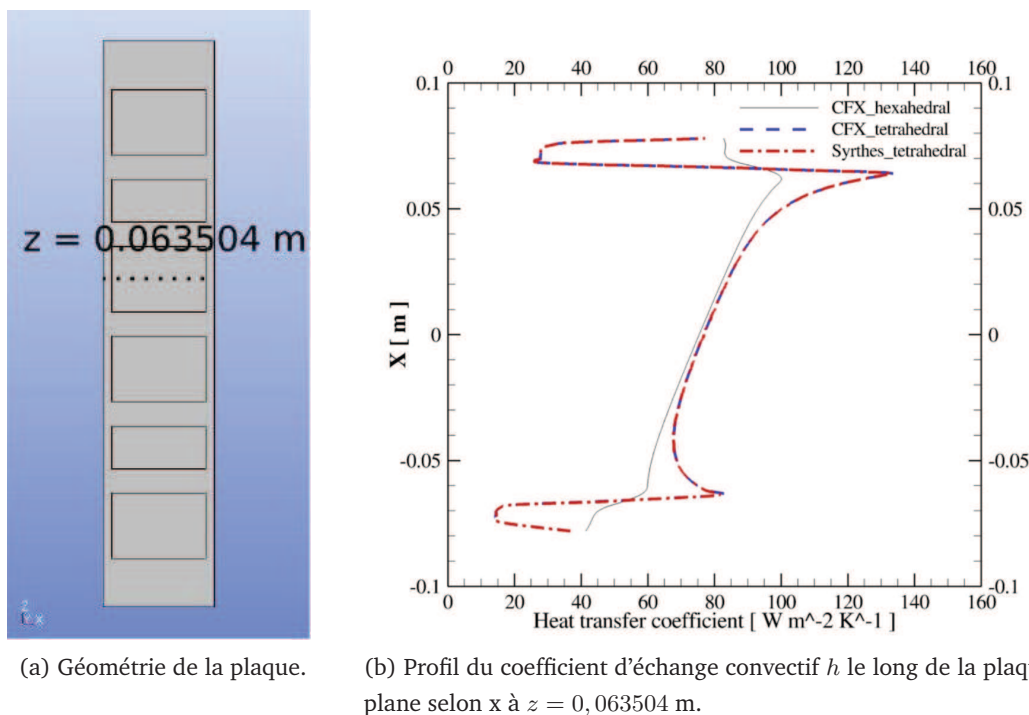 z = 0.063504 m
Z
Y X
(a) Géométrie de la plaque.
0 20 40 60 80 100 120 140 160
0.1 0.1
CFX_hexahedral
CFX_tetrahedral
Syrthes_tetrahedral
0.05 0.05
X [ m ]
0 0
-0.05 -0.05
-0.1 -0.1
0 20 40 60 80 100 120 140 160
Heat transfer coefficient [ W m^-2 K^-1 ]
(b) Profil du coefficient d'échange convectif h le long de la plaq
plane selon x à z = 0, 063504 m.